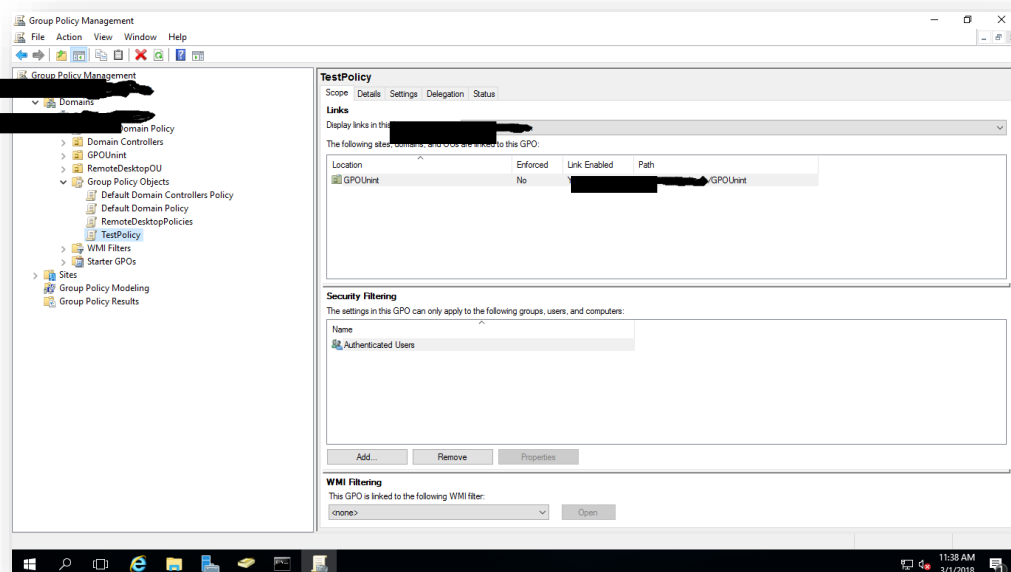 Group Policy Management
File Action View Window Help
Group Policy Management
Domains
Domain Policy
Domain Controllers
GPOUnint
RemoteDesktopOU
Group Policy Objects
Default Domain Controllers Policy
Default Domain Policy
RemoteDesktopPolicies
TestPolicy
WMI Filters
Starter GPOs
Sites
Group Policy Modeling
Group Policy Results
TestPolicy
Scope Details Settings Delegation Status
Links
Display links in this
The following sites, domains, and OUs are linked to this GPO:
Location Enforced Link Enabled Path
GPOUnint No /GPOUnint
Security Filtering
The settings in this GPO can only apply to the following groups, users, and computers:
Name
Authenticated Users
Add... Remove Properties
WMI Filtering
This GPO is linked to the following WMI filter:
<none> Open
11:38 AM
3/1/2018